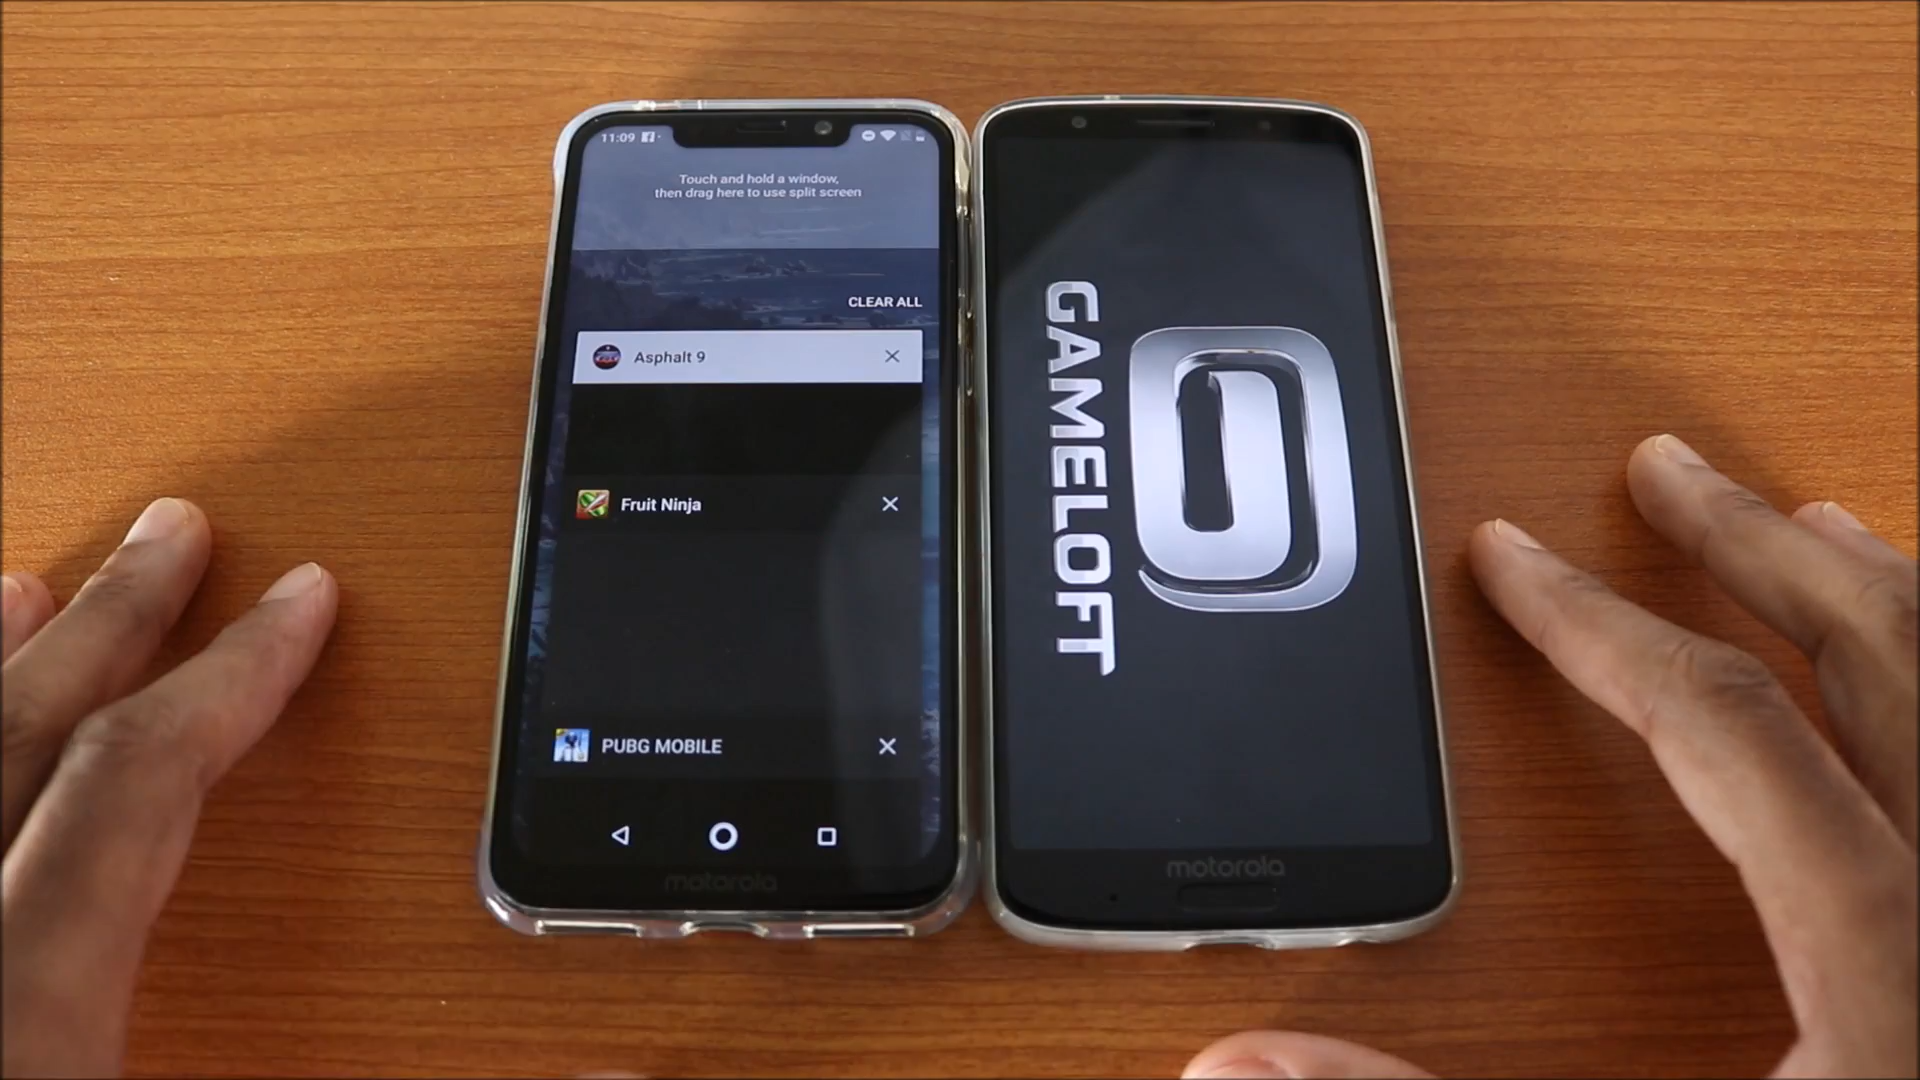 11:09
Touch and hold a window,
then drag here to use split screen
CLEAR ALL
Asphalt 9
Fruit Ninja
PUBG MOBILE
motorola
GAMELOFT
motorola